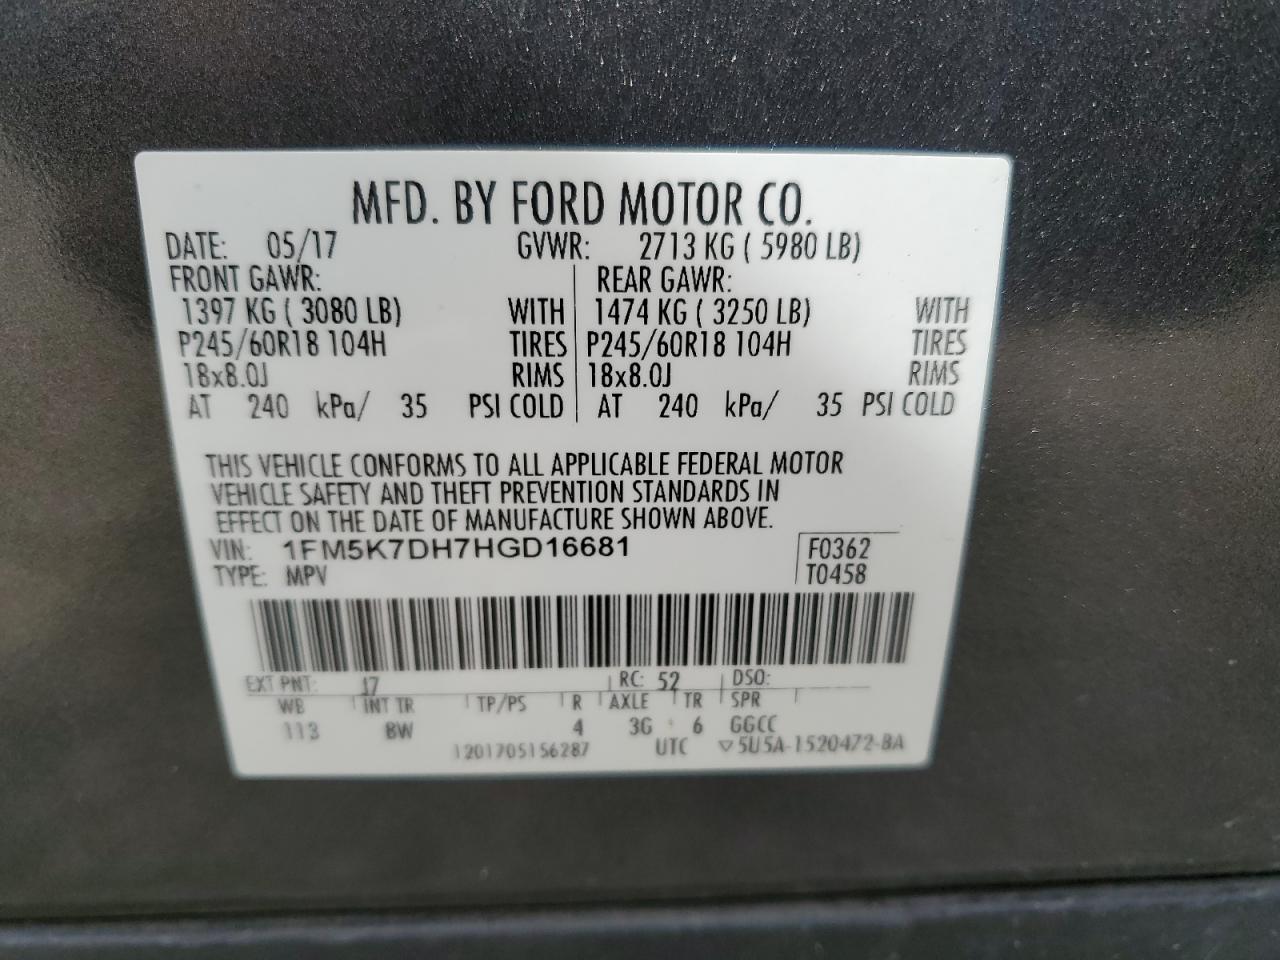 MFD. BY FORD MOTOR CO.
DATE: 05/17 GVWR: 2713 KG ( 5980 LB)
FRONT GAWR: REAR GAWR:
1397 KG ( 3080 LB) WITH 1474 KG ( 3250 LB) WITH
P245/60R18 104H TIRES P245/60R18 104H TIRES
18x8.0J RIMS 18x8.0J RIMS
AT 240 kPa/ 35 PSI COLD AT 240 kPa/ 35 PSI COLD
THIS VEHICLE CONFORMS TO ALL APPLICABLE FEDERAL MOTOR
VEHICLE SAFETY AND THEFT PREVENTION STANDARDS IN
EFFECT ON THE DATE OF MANUFACTURE SHOWN ABOVE.
VIN: 1FM5K7DH7HGD16681 F0362
TYPE: MPV T0458
EXT PNT: J7 RC: 52 DSO:
WB INT TR TP/PS R AXLE TR SPR
113 BW 4 3G 6 GGCC
1201705156287 UTC ▽5U5A-1520472-BA